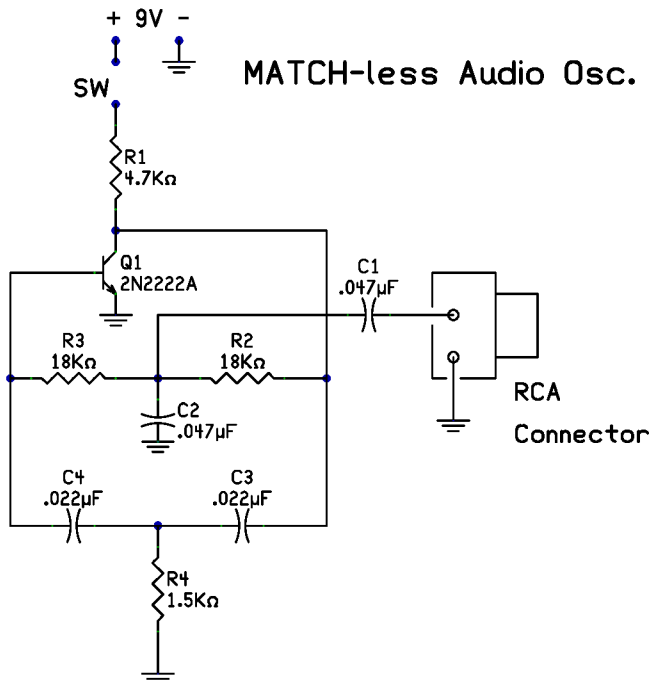 + 9V -
MATCH-less Audio Osc.
SW
R1
4.7KΩ
Q1
2N2222A
C1
.047µF
R3
18KΩ
R2
18KΩ
C2
.047µF
RCA
Connector
C4
.022µF
C3
.022µF
R4
1.5KΩ